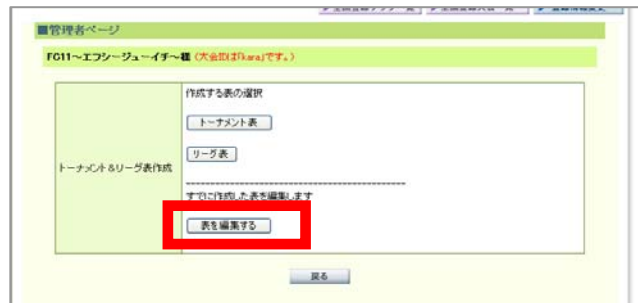 ■管理者ページ
FG11～エフシージューイチ～様 (大会IDは「kara」です。)
作成する表の選択
トーナメント表
リーグ表
トーナメント&リーグ表作成
すでに作成した表を編集します
表を編集する
戻る